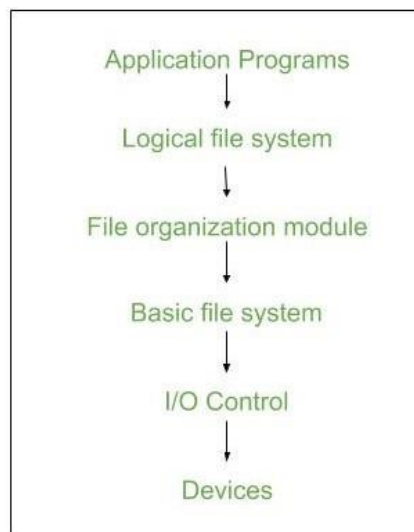 Application Programs
Logical file system
File organization module
Basic file system
I/O Control
Devices